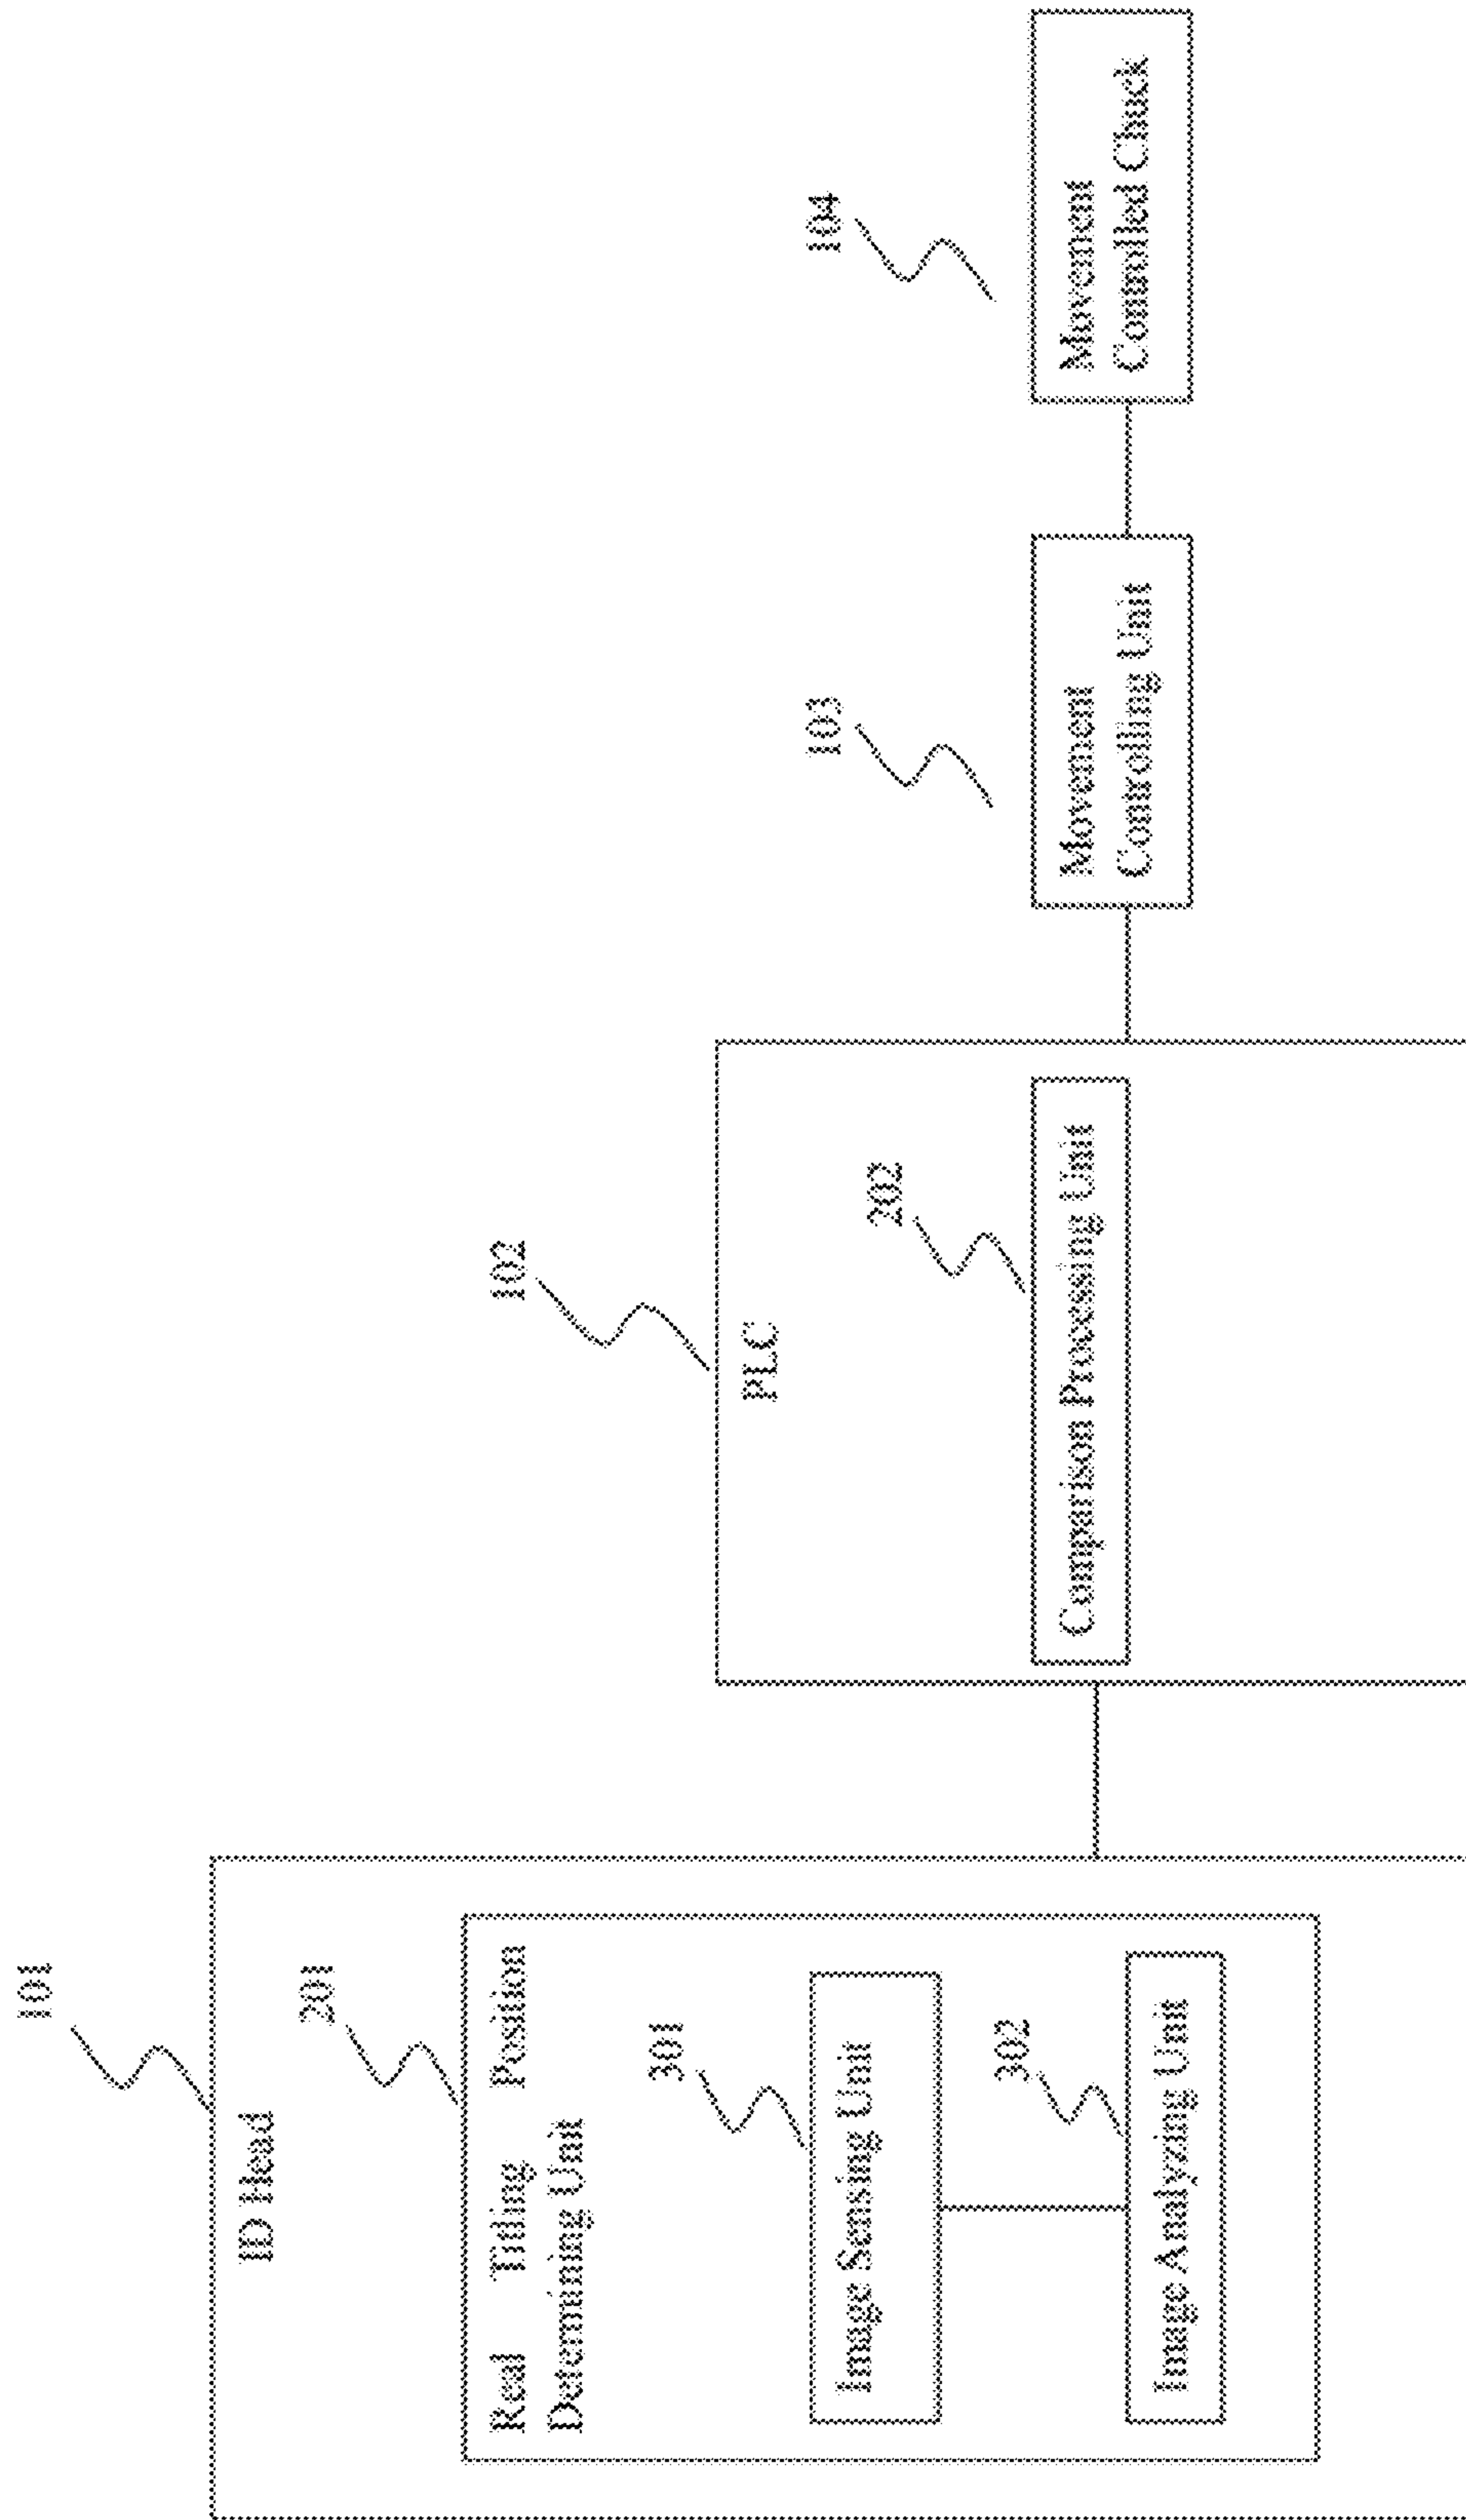 101
ID Head
201
Real Titling Position
Determining Unit
301
Image Sensing Unit
302
Image Analyzing Unit
102
PLC
202
Comparison Processing Unit
103
Movement
Controlling Unit
104
Movement
Controlled Chuck